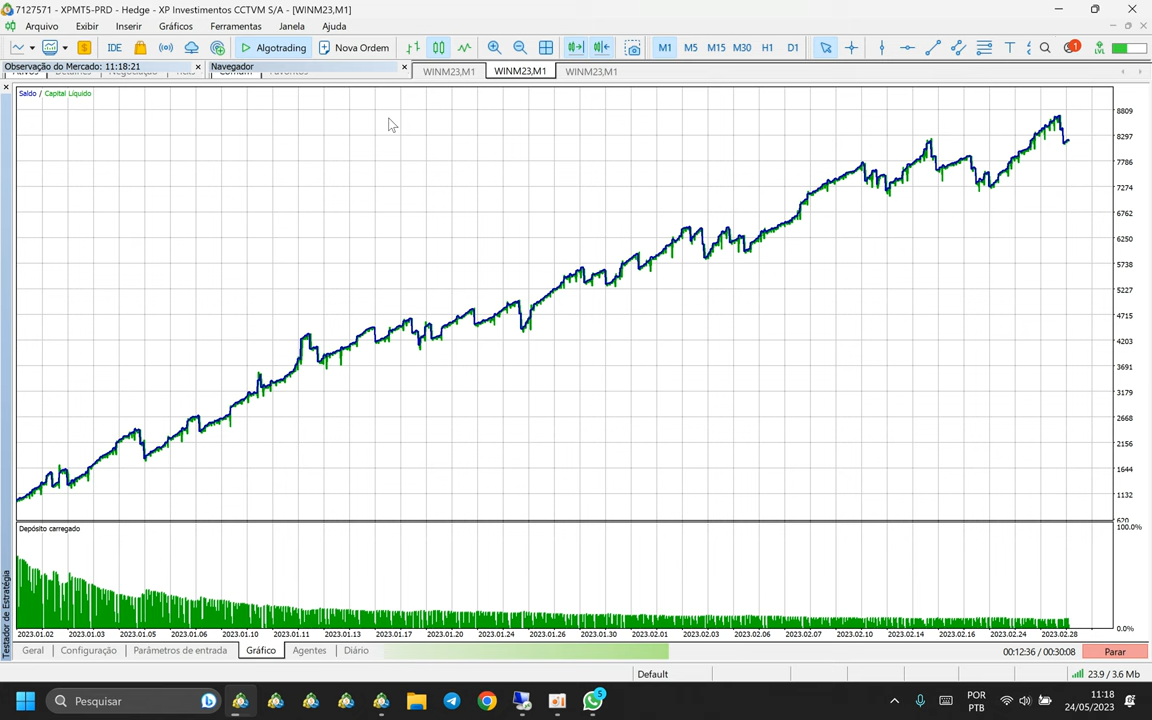 7127571 - XPMT5-PRD - Hedge - XP Investimentos CCTVM S/A - [WINM23,M1]
Arquivo Exibir Inserir Gráficos Ferramentas Janela Ajuda
IDE Algotrading Nova Ordem M1 M5 M15 M30 H1 D1 T 1 LVL
Observação do Mercado: 11:18:21 Navegador
WINM23,M1 WINM23,M1 WINM23,M1
Saldo / Capital Líquido
8809
8297
7786
7274
6762
6250
5738
5227
4715
4203
3691
3179
2668
2156
1644
1132
620
Depósito carregado
100.0%
0.0%
2023.01.02 2023.01.03 2023.01.05 2023.01.06 2023.01.10 2023.01.11 2023.01.13 2023.01.17 2023.01.20 2023.01.24 2023.01.26 2023.01.30 2023.02.01 2023.02.03 2023.02.06 2023.02.07 2023.02.10 2023.02.14 2023.02.16 2023.02.24 2023.02.28
Testador de Estratégia
Geral Configuração Parâmetros de entrada Gráfico Agentes Diário 00:12:36 / 00:30:08 Parar
Default 23.9 / 3.6 Mb
Pesquisar 5 POR
PTB 11:18
24/05/2023